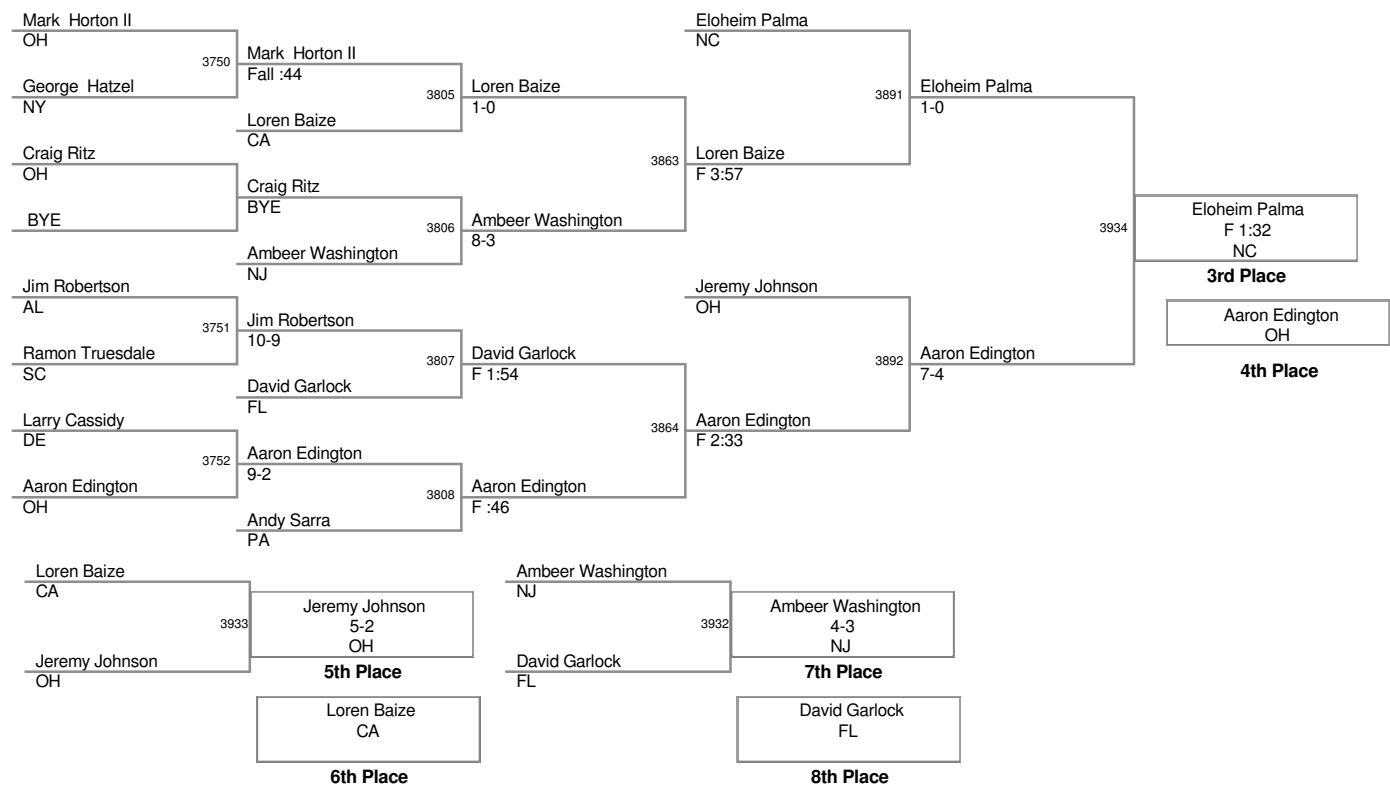 Mark  Horton II
OH
3750
George  Hatzel
NY
Mark  Horton II
Fall :44
3805
Loren Baize
CA
Loren Baize
1-0
Craig Ritz
OH
BYE
Craig Ritz
BYE
3806
Ambeer Washington
NJ
Ambeer Washington
8-3
3863
Loren Baize
F 3:57
Eloheim Palma
NC
3891
Eloheim Palma
1-0
Jim Robertson
AL
3751
Ramon Truesdale
SC
Jim Robertson
10-9
3807
David Garlock
FL
David Garlock
F 1:54
Larry Cassidy
DE
3752
Aaron Edington
OH
Aaron Edington
9-2
3808
Andy Sarra
PA
Aaron Edington
F :46
3864
Aaron Edington
F 2:33
Jeremy Johnson
OH
3892
Aaron Edington
7-4
3934
Eloheim Palma
F 1:32
NC
3rd Place
Aaron Edington
OH
4th Place
Loren Baize
CA
3933
Jeremy Johnson
OH
Jeremy Johnson
5-2
OH
5th Place
Loren Baize
CA
6th Place
Ambeer Washington
NJ
3932
David Garlock
FL
Ambeer Washington
4-3
NJ
7th Place
David Garlock
FL
8th Place